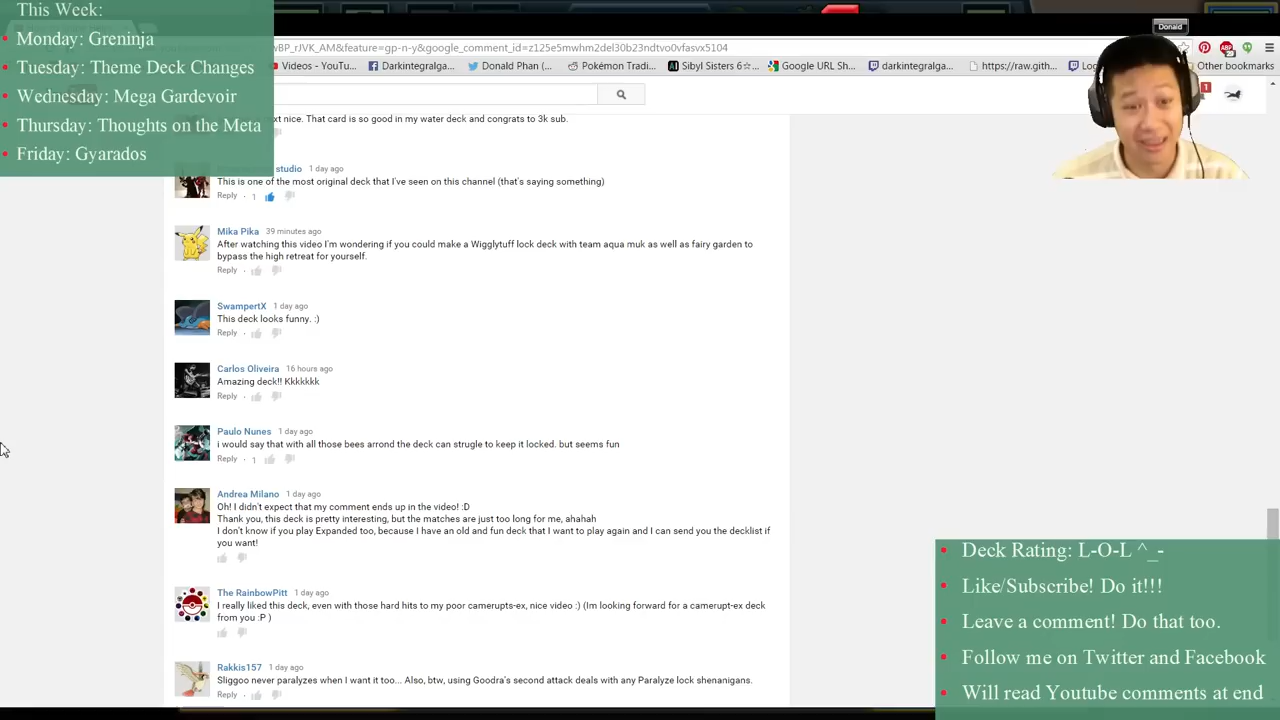 This Week:
Monday: Greninja
Tuesday: Theme Deck Changes
Wednesday: Mega Gardevoir
Thursday: Thoughts on the Meta
Friday: Gyarados
Donald
wBP_rJVK_AM&feature=gp-n-y&google_comment_id=z125e5mwhm2del30b23ndtvo0vfasvx5104
Videos - YouTu... Darkintegralga... Donald Phan (... Pokémon Tradi... Sibyl Sisters 6☆... Google URL Sh... darkintegralga... https://raw.gith... Other bookmarks
nice. That card is so good in my water deck and congrats to 3k sub.
studio 1 day ago
This is one of the most original deck that I've seen on this channel (that's saying something)
Reply · 1
Mika Pika 39 minutes ago
After watching this video I'm wondering if you could make a Wigglytuff lock deck with team aqua muk as well as fairy garden to
bypass the high retreat for yourself.
Reply ·
SwampertX 1 day ago
This deck looks funny. :)
Reply ·
Carlos Oliveira 16 hours ago
Amazing deck!! Kkkkkkk
Reply ·
Paulo Nunes 1 day ago
i would say that with all those bees arrond the deck can strugle to keep it locked. but seems fun
Reply · 1
Andrea Milano 1 day ago
Oh! I didn't expect that my comment ends up in the video! :D
Thank you, this deck is pretty interesting, but the matches are just too long for me, ahahah
I don't know if you play Expanded too, because I have an old and fun deck that I want to play again and I can send you the decklist if
you want!
The RainbowPitt 1 day ago
I really liked this deck, even with those hard hits to my poor camerupts-ex, nice video :) (Im looking forward for a camerupt-ex deck
from you :P )
Rakkis157 1 day ago
Sliggoo never paralyzes when I want it too... Also, btw, using Goodra's second attack deals with any Paralyze lock shenanigans.
Reply ·
Deck Rating: L-O-L ^_-
Like/Subscribe! Do it!!!
Leave a comment! Do that too.
Follow me on Twitter and Facebook
Will read Youtube comments at end